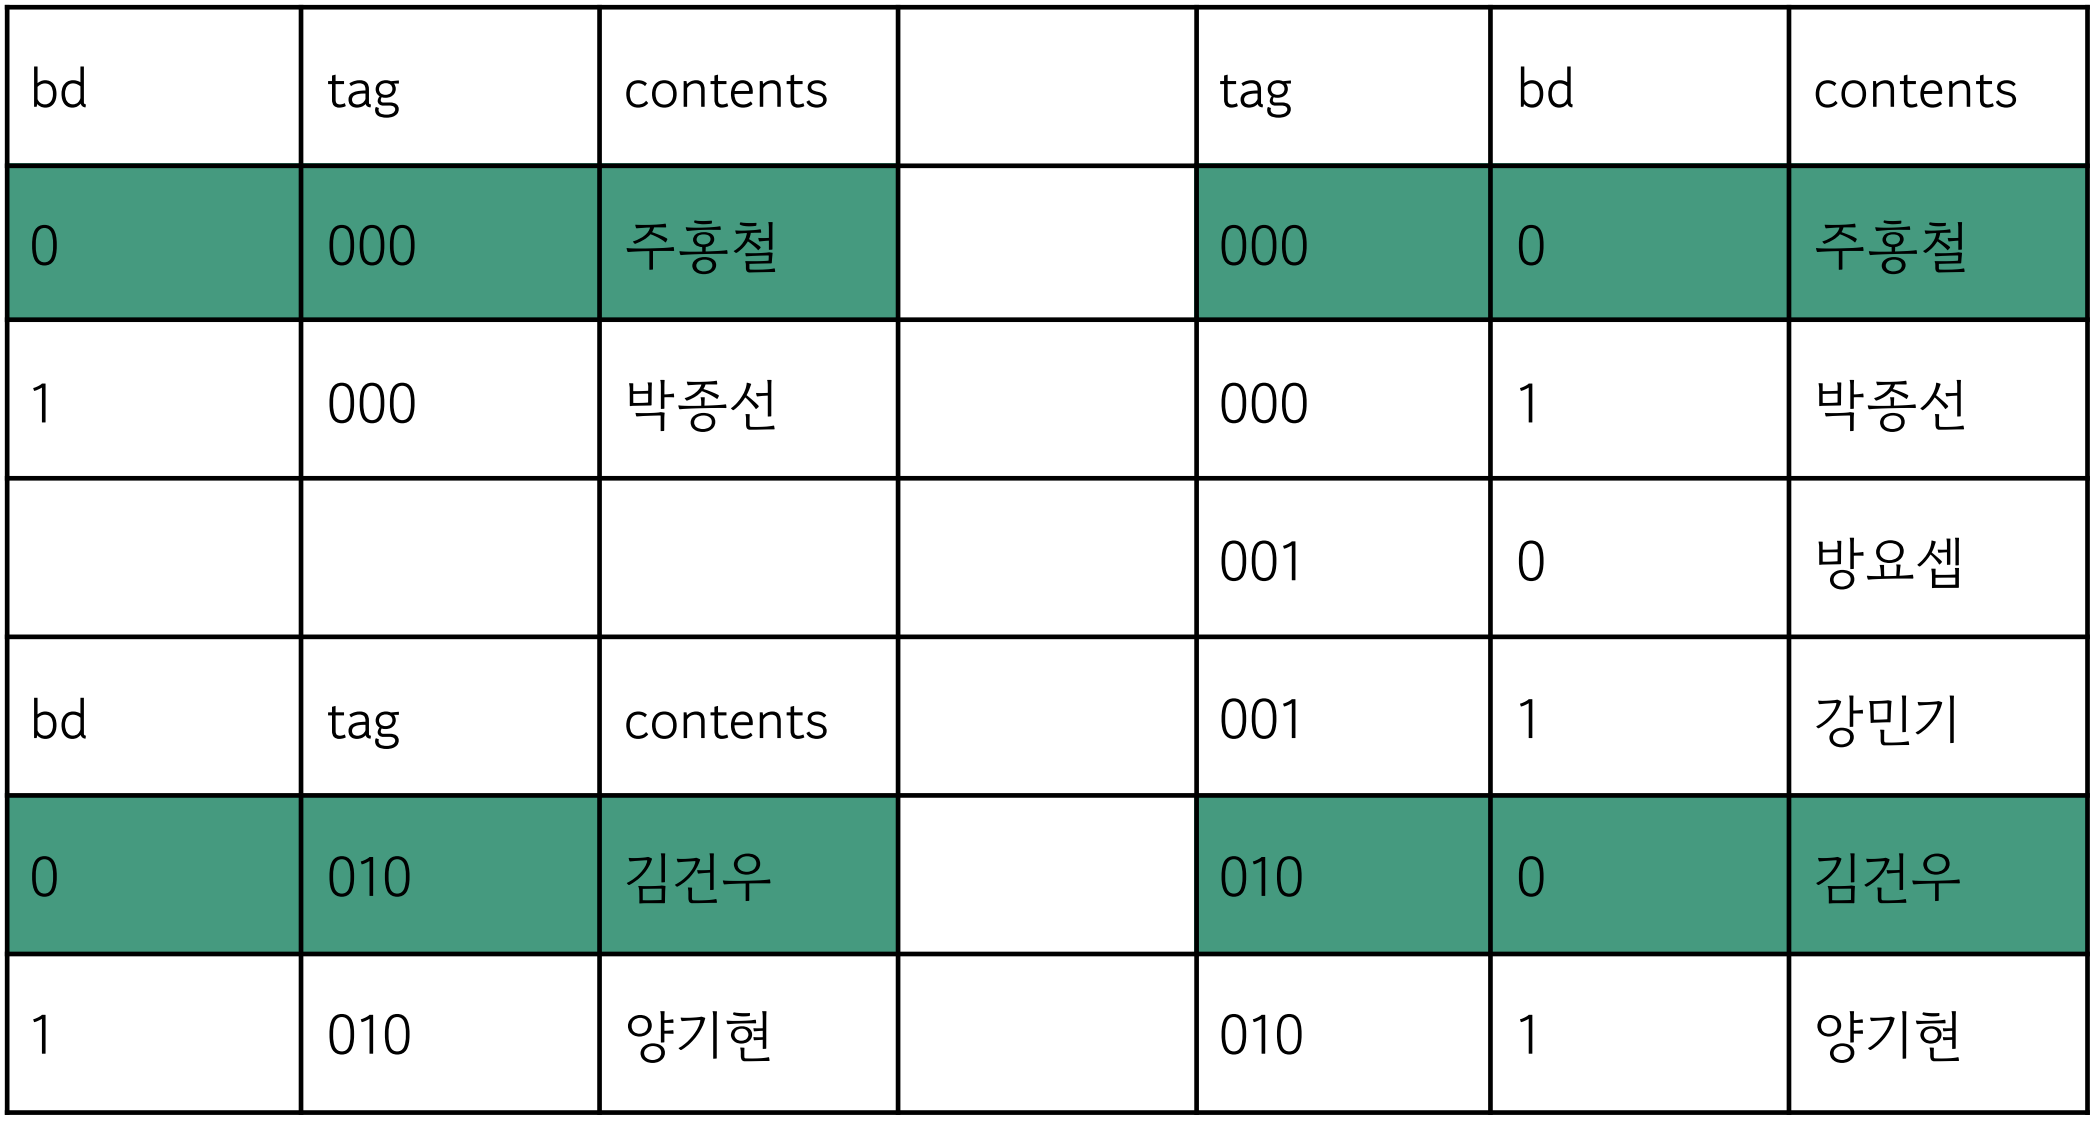 bd tag contents tag bd contents
0 000 주홍철 000 0 주홍철
1 000 박종선 000 1 박종선
001 0 방요셉
bd tag contents 001 1 강민기
0 010 김건우 010 0 김건우
1 010 양기현 010 1 양기현